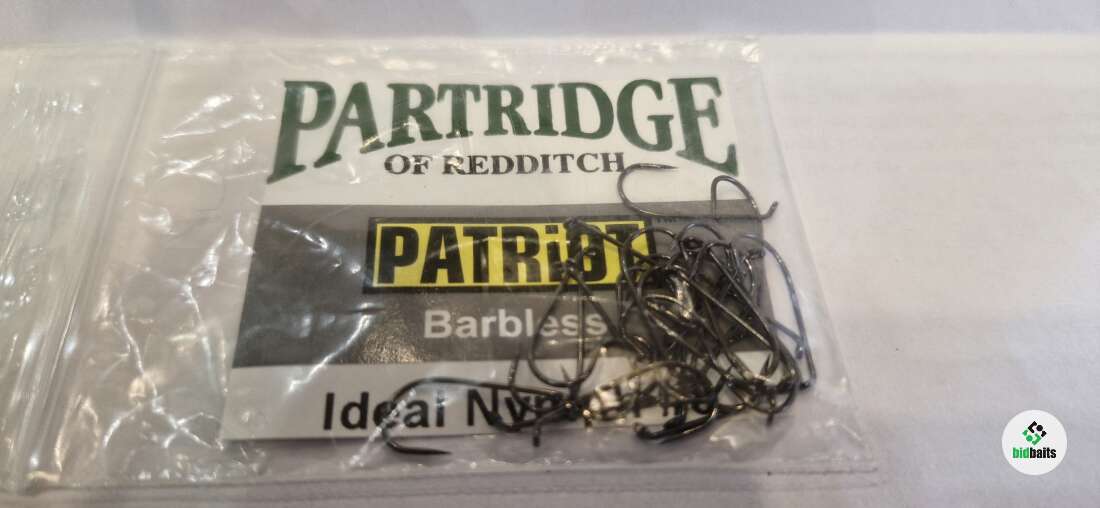 PARTRIDGE
OF REDDITCH
PATRiOT
Barbless
Ideal
bidbaits